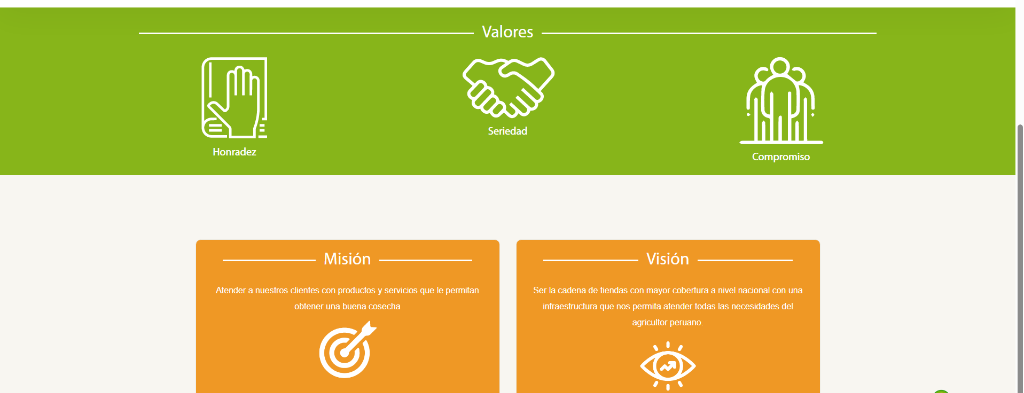 Valores
Honradez
Seriedad
Compromiso
Misión
Atender a nuestros clientes con productos y servicios que le permitan
obtener una buena cosecha
Visión
Ser la cadena de tiendas con mayor cobertura a nivel nacional con una
infraestructura que nos permita atender todas las necesidades del
agricultor peruano